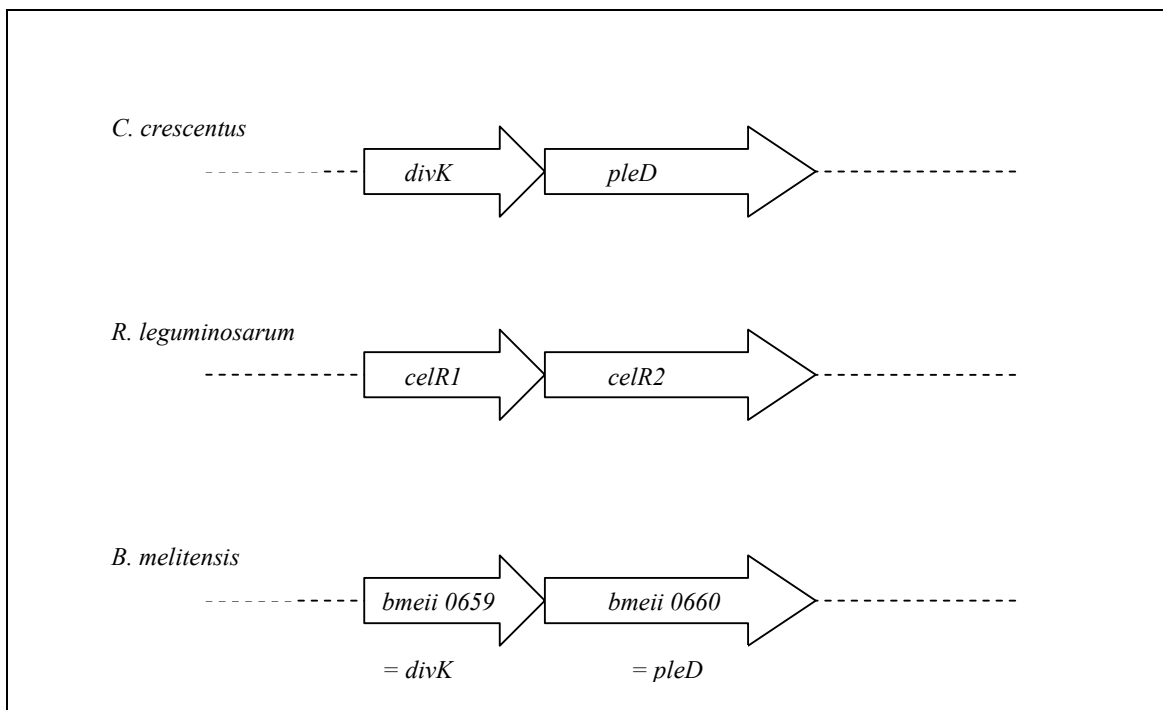 C. crescentus
divK pleD
R. leguminosarum
celR1 celR2
B. melitensis
bmeii 0659 bmeii 0660
= divK = pleD